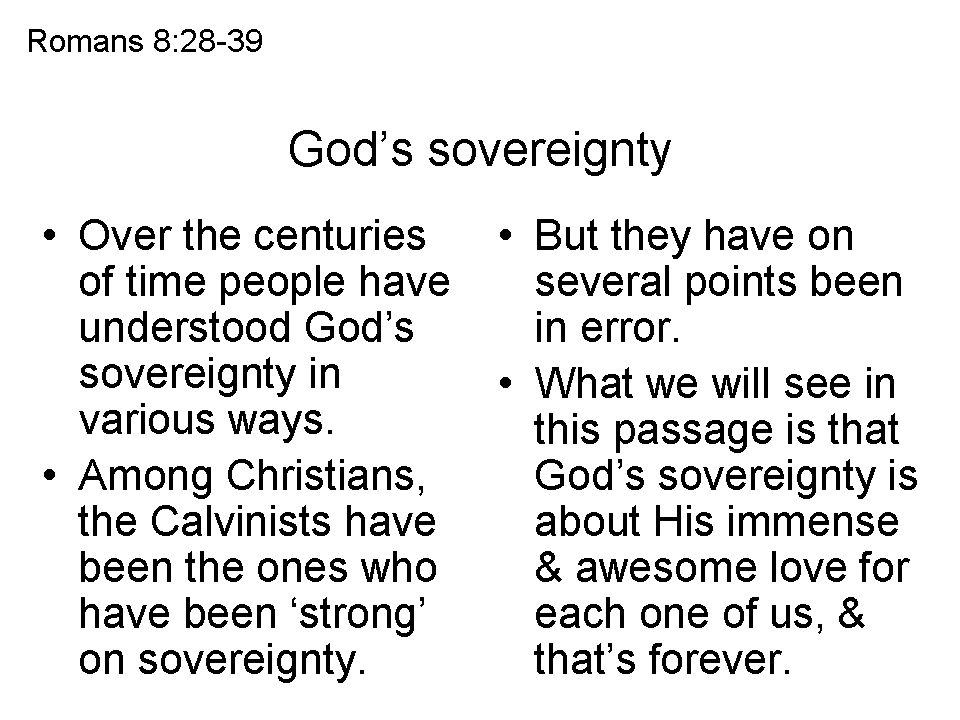 Romans 8:28-39
God’s sovereignty
• Over the centuries
of time people have
understood God’s
sovereignty in
various ways.
• Among Christians,
the Calvinists have
been the ones who
have been ‘strong’
on sovereignty.
• But they have on
several points been
in error.
• What we will see in
this passage is that
God’s sovereignty is
about His immense
& awesome love for
each one of us, &
that’s forever.